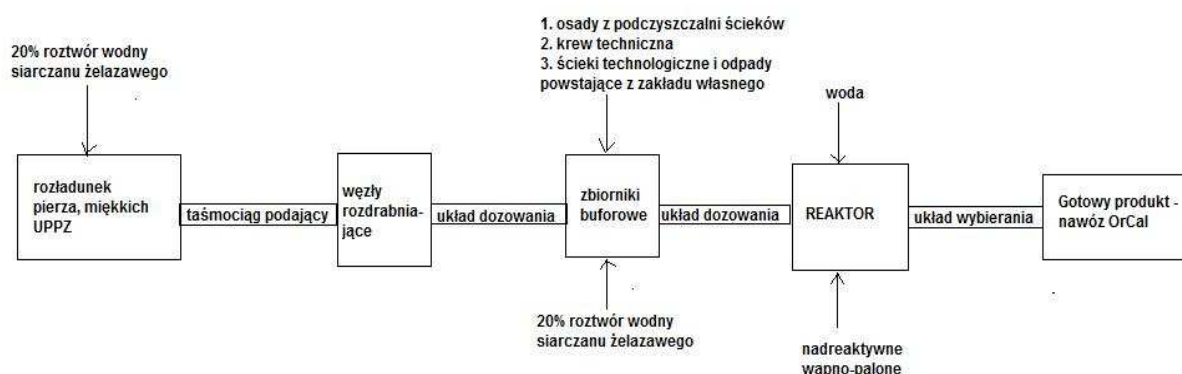 20% roztwór wodny
siarczanu żelazawego
1. osady z podczyszczalni ścieków
2. krew techniczna
3. ścieki technologiczne i odpady
powstające z zakładu własnego
woda
rozładunek
pierza, miękkich
UPPZ
taśmociąg podający
węzły
rozdrabnia-
jące
układ dozowania
zbiorniki
buforowe
układ dozowania
REAKTOR
układ wybierania
Gotowy produkt -
nawóz OrCal
20% roztwór wodny
siarczanu żelazawego
nadreaktywne
wapno-palone